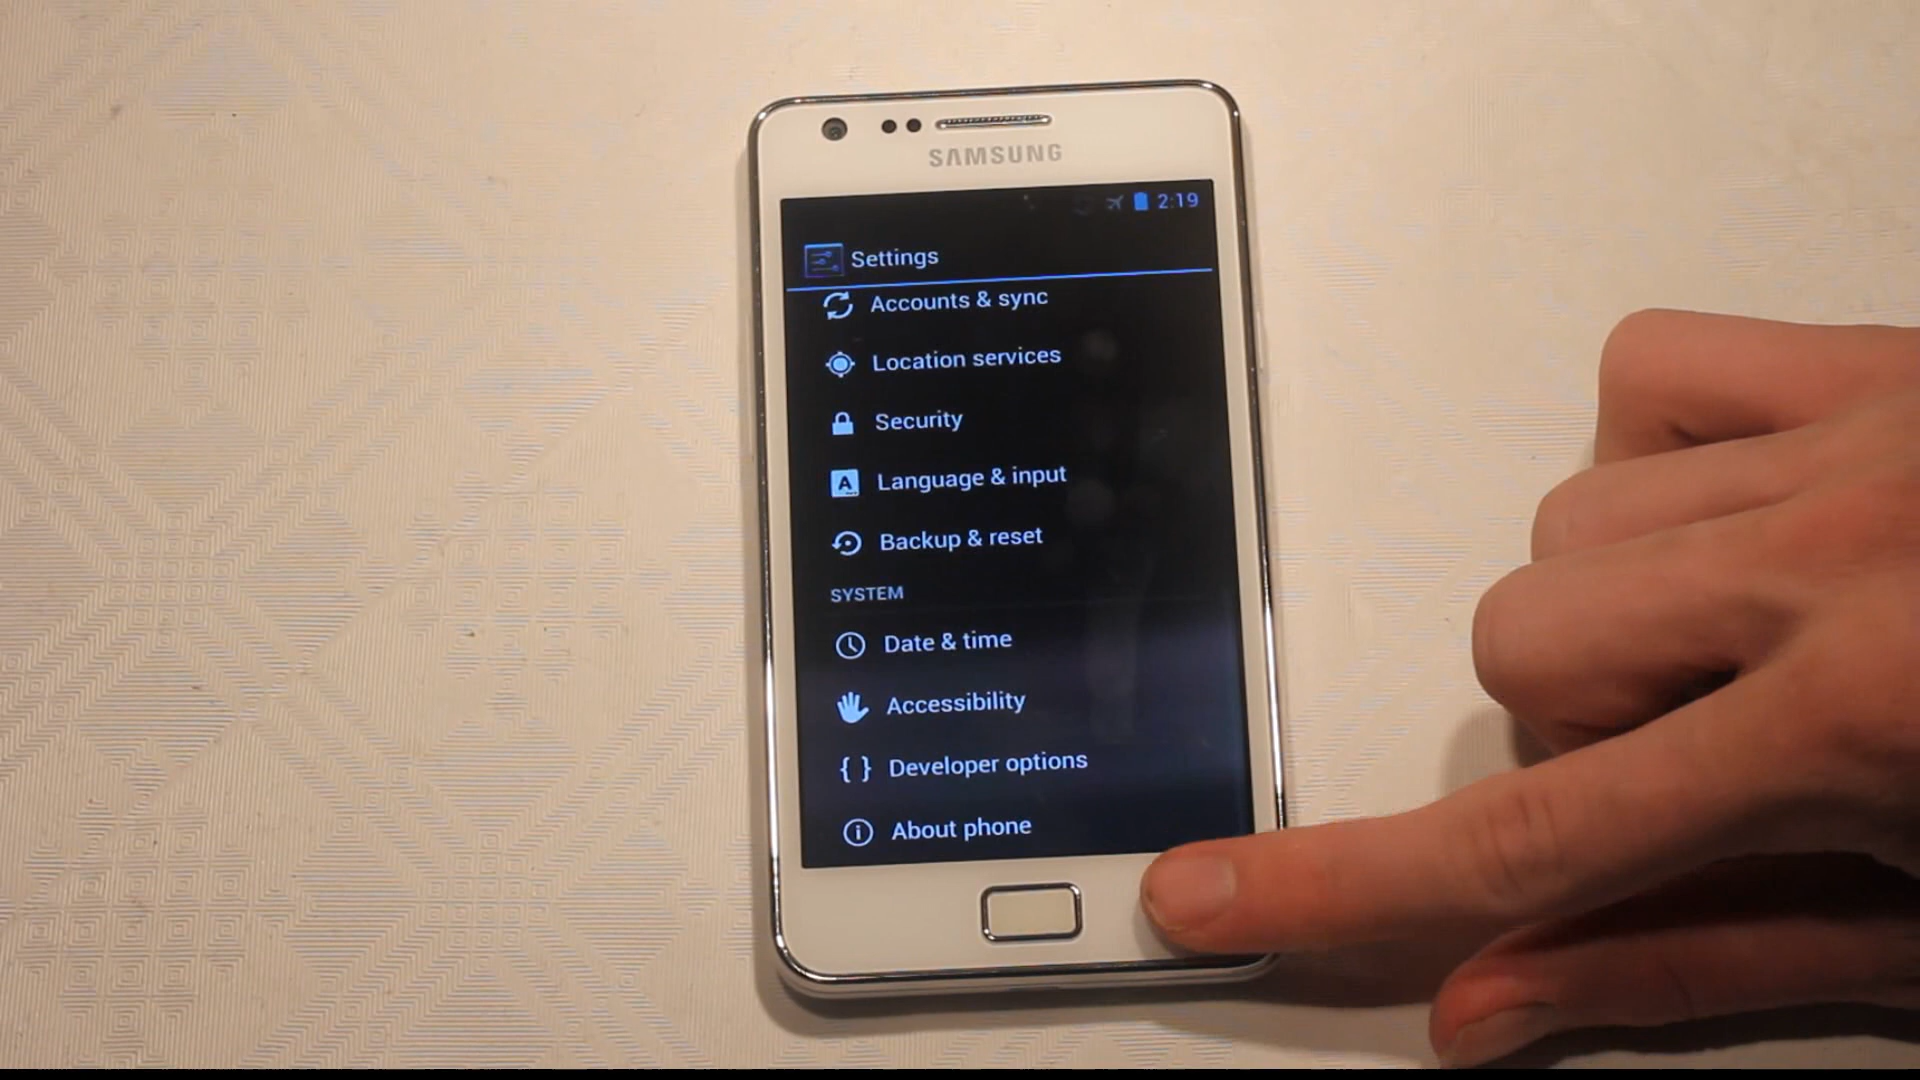 SAMSUNG
2:19
Settings
Accounts & sync
Location services
Security
A
Language & input
Backup & reset
SYSTEM
Date & time
Accessibility
{ } Developer options
i About phone